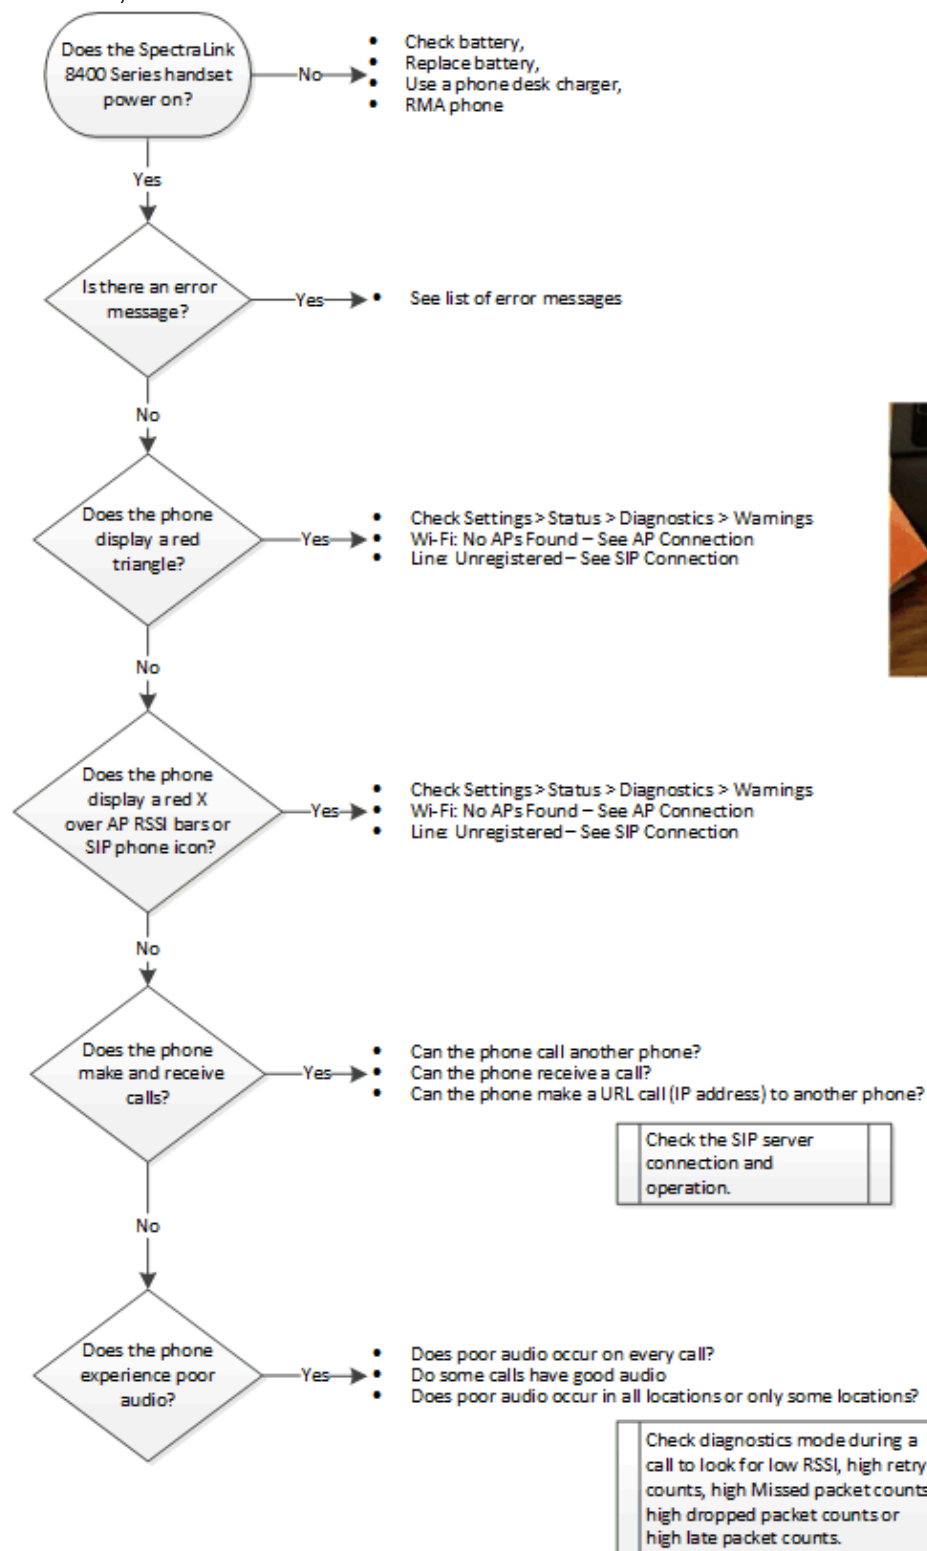 Does the SpectraLink
8400 Series handset
power on?
No
• Check battery,
• Replace battery,
• Use a phone desk charger,
• RMA phone
Yes
Is there an error
message?
Yes
• See list of error messages
No
Does the phone
display a red
triangle?
Yes
• Check Settings > Status > Diagnostics > Warnings
• Wi-Fi: No APs Found – See AP Connection
• Line: Unregistered – See SIP Connection
No
Does the phone
display a red X
over AP RSSI bars or
SIP phone icon?
Yes
• Check Settings > Status > Diagnostics > Warnings
• Wi-Fi: No APs Found – See AP Connection
• Line: Unregistered – See SIP Connection
No
Does the phone
make and receive
calls?
Yes
• Can the phone call another phone?
• Can the phone receive a call?
• Can the phone make a URL call (IP address) to another phone?
Check the SIP server
connection and
operation.
No
Does the phone
experience poor
audio?
Yes
• Does poor audio occur on every call?
• Do some calls have good audio
• Does poor audio occur in all locations or only some locations?
Check diagnostics mode during a
call to look for low RSSI, high retry
counts, high Missed packet counts
high dropped packet counts or
high late packet counts.